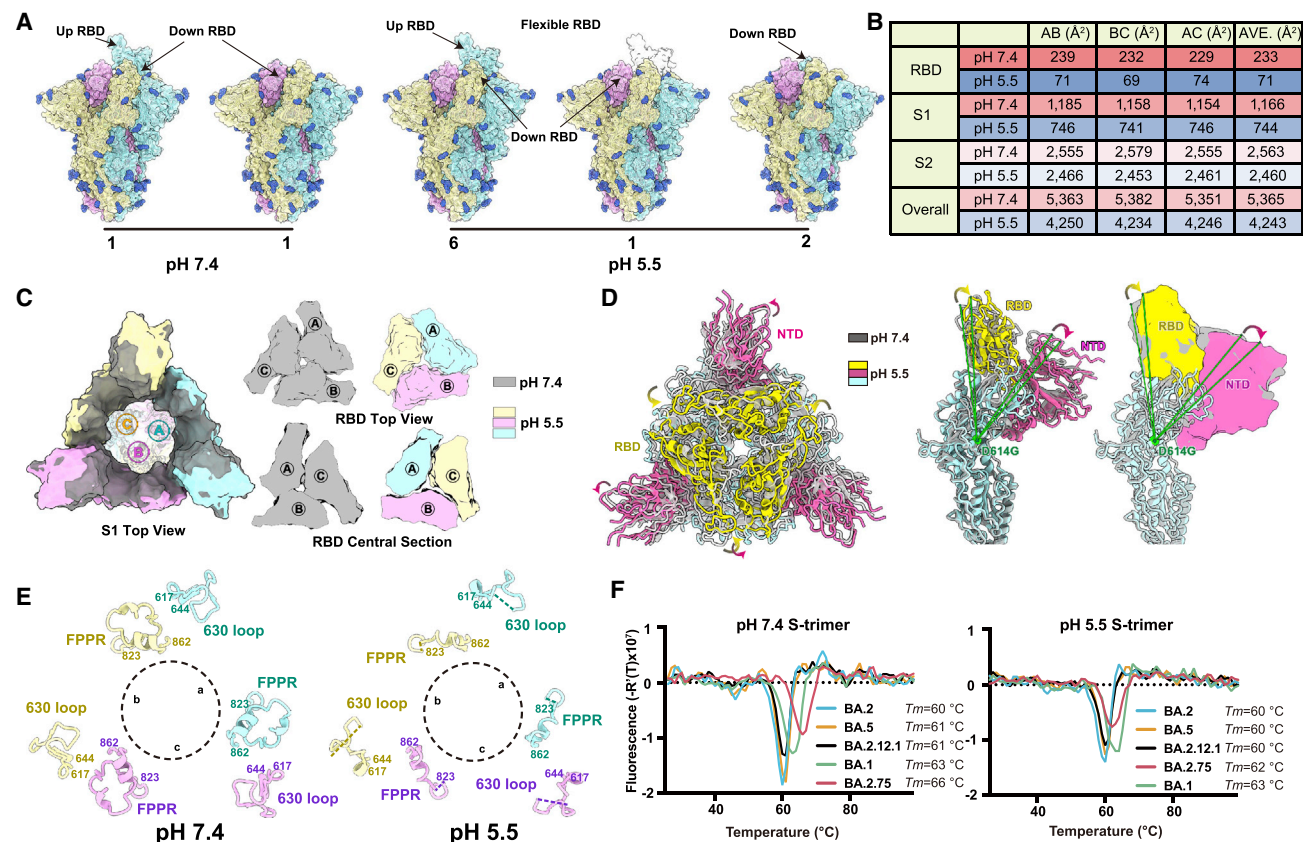 A
Up RBD
Down RBD
Up RBD
Flexible RBD
Down RBD
Down RBD
1
1
pH 7.4
6
1
2
pH 5.5
B
AB (Å²) BC (Å²) AC (Å²) AVE. (Å²)
RBD pH 7.4 239 232 229 233
pH 5.5 71 69 74 71
S1 pH 7.4 1,185 1,158 1,154 1,166
pH 5.5 746 741 746 744
S2 pH 7.4 2,555 2,579 2,555 2,563
pH 5.5 2,466 2,453 2,461 2,460
Overall pH 7.4 5,363 5,382 5,351 5,365
pH 5.5 4,250 4,234 4,246 4,243
C
C A
B
S1 Top View
A
C
B
A
C
B
RBD Top View
A
C
B
A
C
B
RBD Central Section
pH 7.4
pH 5.5
D
NTD
RBD
pH 7.4
pH 5.5
RBD
NTD
D614G
RBD
NTD
D614G
E
617
644
630 loop
FPPR
823
862
a
b
c
FPPR
823
862
630 loop
644
617
862
823
FPPR
644
617
630 loop
pH 7.4
617
644
630 loop
862
FPPR
823
a
b
c
823
FPPR
862
630 loop
644
617
862
823
FPPR
617
644
630 loop
pH 5.5
F
pH 7.4 S-trimer
Fluorescence (-R'(T)x10⁷)
1
0
-1
-2
BA.2 Tm=60 °C
BA.5 Tm=61 °C
BA.2.12.1 Tm=61 °C
BA.1 Tm=63 °C
BA.2.75 Tm=66 °C
40
60
80
Temperature (°C)
pH 5.5 S-trimer
1
0
-1
-2
BA.2 Tm=60 °C
BA.5 Tm=60 °C
BA.2.12.1 Tm=60 °C
BA.2.75 Tm=62 °C
BA.1 Tm=63 °C
40
60
80
Temperature (°C)